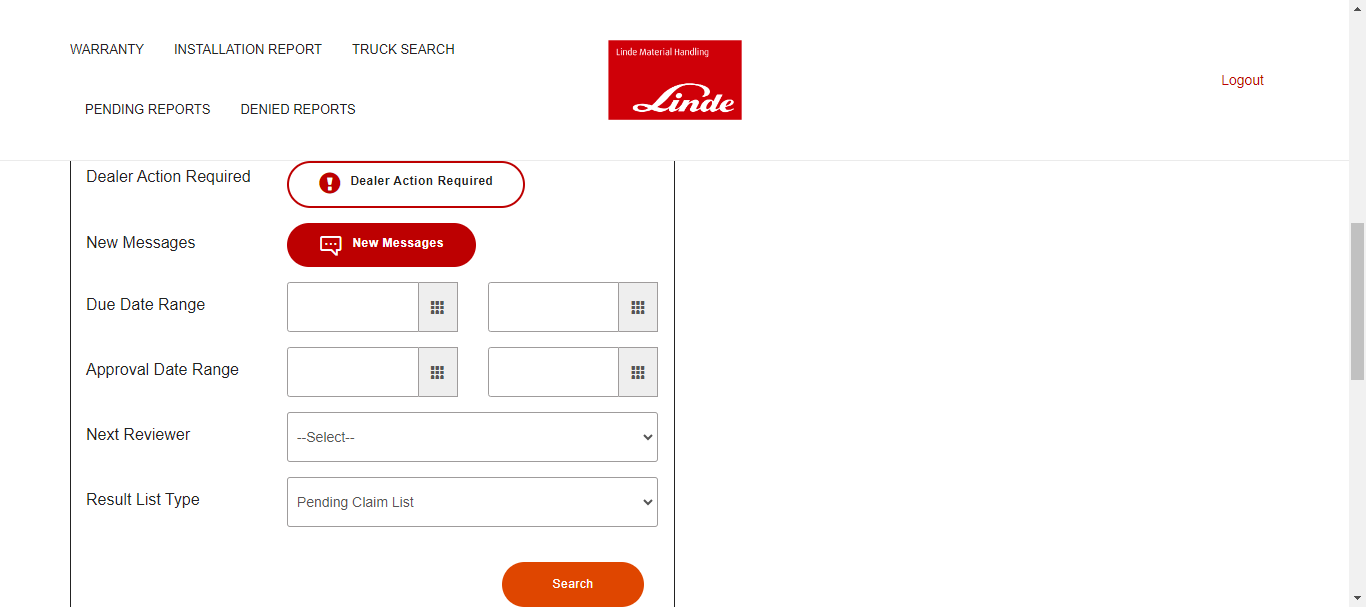 WARRANTY INSTALLATION REPORT TRUCK SEARCH
PENDING REPORTS DENIED REPORTS
Linde Material Handling
Linde
Logout
Dealer Action Required Dealer Action Required
New Messages New Messages
Due Date Range
Approval Date Range
Next Reviewer --Select--
Result List Type Pending Claim List
Search